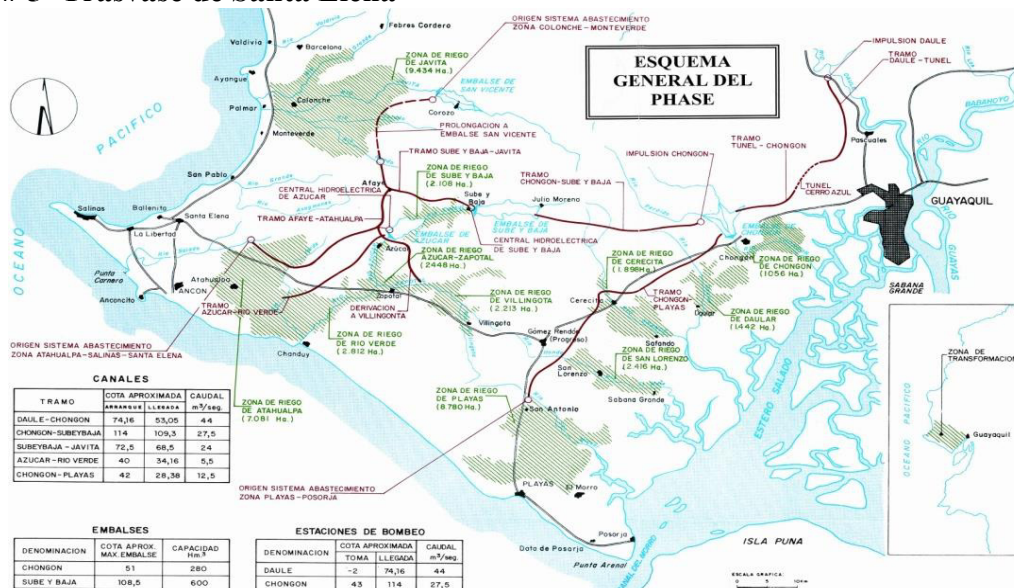 Trasvase de Santa Elena
ESQUEMA
GENERAL DEL
PHASE
ORIGEN SISTEMA ABASTECIMIENTO
ZONA COLONCHE-MONTEVERDE
IMPULSION DAULE
TRAMO
DAULE-TUNEL
Febres Cordero
Valdivia
Barcelona
ZONA DE RIEGO
DE JAVITA
(9.434 Ha.)
Ayangue
EMBALSE DE
SAN VICENTE
Colonche
Corozo
Palmar
Monteverde
PROLONGACION A
EMBALSE SAN VICENTE
TRAMO SUBE Y BAJA-JAVITA
IMPULSION CHONGON
TRAMO
TUNEL-CHONGON
Pascuales
PACIFICO
OCEANO
San Pablo
CENTRAL HIDROELECTRICA
DE AZUCAR
ZONA DE RIEGO
DE SUBE Y BAJA
(2.108 Ha.)
TRAMO
CHONGON-SUBE Y BAJA
TUNEL
CERRO AZUL
Sube y
Baja
Julio Moreno
GUAYAQUIL
Salinas
Ballenita
Santa Elena
La Libertad
TRAMO AFAYE-ATAHUALPA
EMBALSE DE
SUBE Y BAJA
EMBALSE DE
AZUCAR
CENTRAL HIDROELECTRICA
DE SUBE Y BAJA
EMBALSE DE
CHONGON
Chongón
ZONA DE RIEGO
DE CHONGON
(1056 Ha.)
RIO
GUAYAS
SABANA
GRANDE
Punta
Carnero
Atahualpa
ANCON
Anconcito
ZONA DE RIEGO
AZUCAR-ZAPOTAL
(2448 Ha.)
ZONA DE RIEGO
DE CERECITA
Cerecita
TRAMO
AZUCAR-RIO VERDE
Zapotal
DERIVACION
A VILLINGONTA
ZONA DE RIEGO
DE VILLINGOTA
(2.213 Ha.)
Villingota
TRAMO
CHONGON-
PLAYAS
Daular
ZONA DE RIEGO
DE DAULAR
(1.442 Ha.)
ORIGEN SISTEMA ABASTECIMIENTO
ZONA ATAHUALPA-SALINAS-SANTA ELENA
Chanduy
ZONA DE RIEGO
DE RIO VERDE
(2.812 Ha.)
Gómez Rendón
(Progreso)
Safando
ZONA DE RIEGO
DE SAN LORENZO
(2.416 Ha.)
San
Lorenzo
Sabana Grande
ESTERO SALADO
ZONA DE
TRANSFORMACION
Guayaquil
OCEANO PACIFICO
ZONA DE RIEGO
DE ATAHUALPA
(7.081 Ha.)
ZONA DE RIEGO
DE PLAYAS
(8.780 Ha.)
San Antonio
ORIGEN SISTEMA ABASTECIMIENTO
ZONA PLAYAS-POSORJA
PLAYAS
El Morro
Posorja
Data de Posorja
Punta Arenal
CANAL DEL MORRO
ISLA PUNA
ESCALA GRAFICA
CANALES
TRAMO COTA APROXIMADA CAUDAL
ARRANQUE LLEGADA m³/seg.
DAULE-CHONGON 74,16 53,05 44
CHONGON-SUBEYBAJA 114 109,3 27,5
SUBEYBAJA-JAVITA 72,5 68,5 24
AZUCAR-RIO VERDE 40 34,16 5,5
CHONGON-PLAYAS 42 28,38 12,5
EMBALSES
DENOMINACION COTA APROX. MAX. EMBALSE CAPACIDAD Hm.³
CHONGON 51 280
SUBE Y BAJA 108,5 600
ESTACIONES DE BOMBEO
DENOMINACION COTA APROXIMADA CAUDAL
TOMA LLEGADA m³/seg.
DAULE -2 74,16 44
CHONGON 43 114 27,5